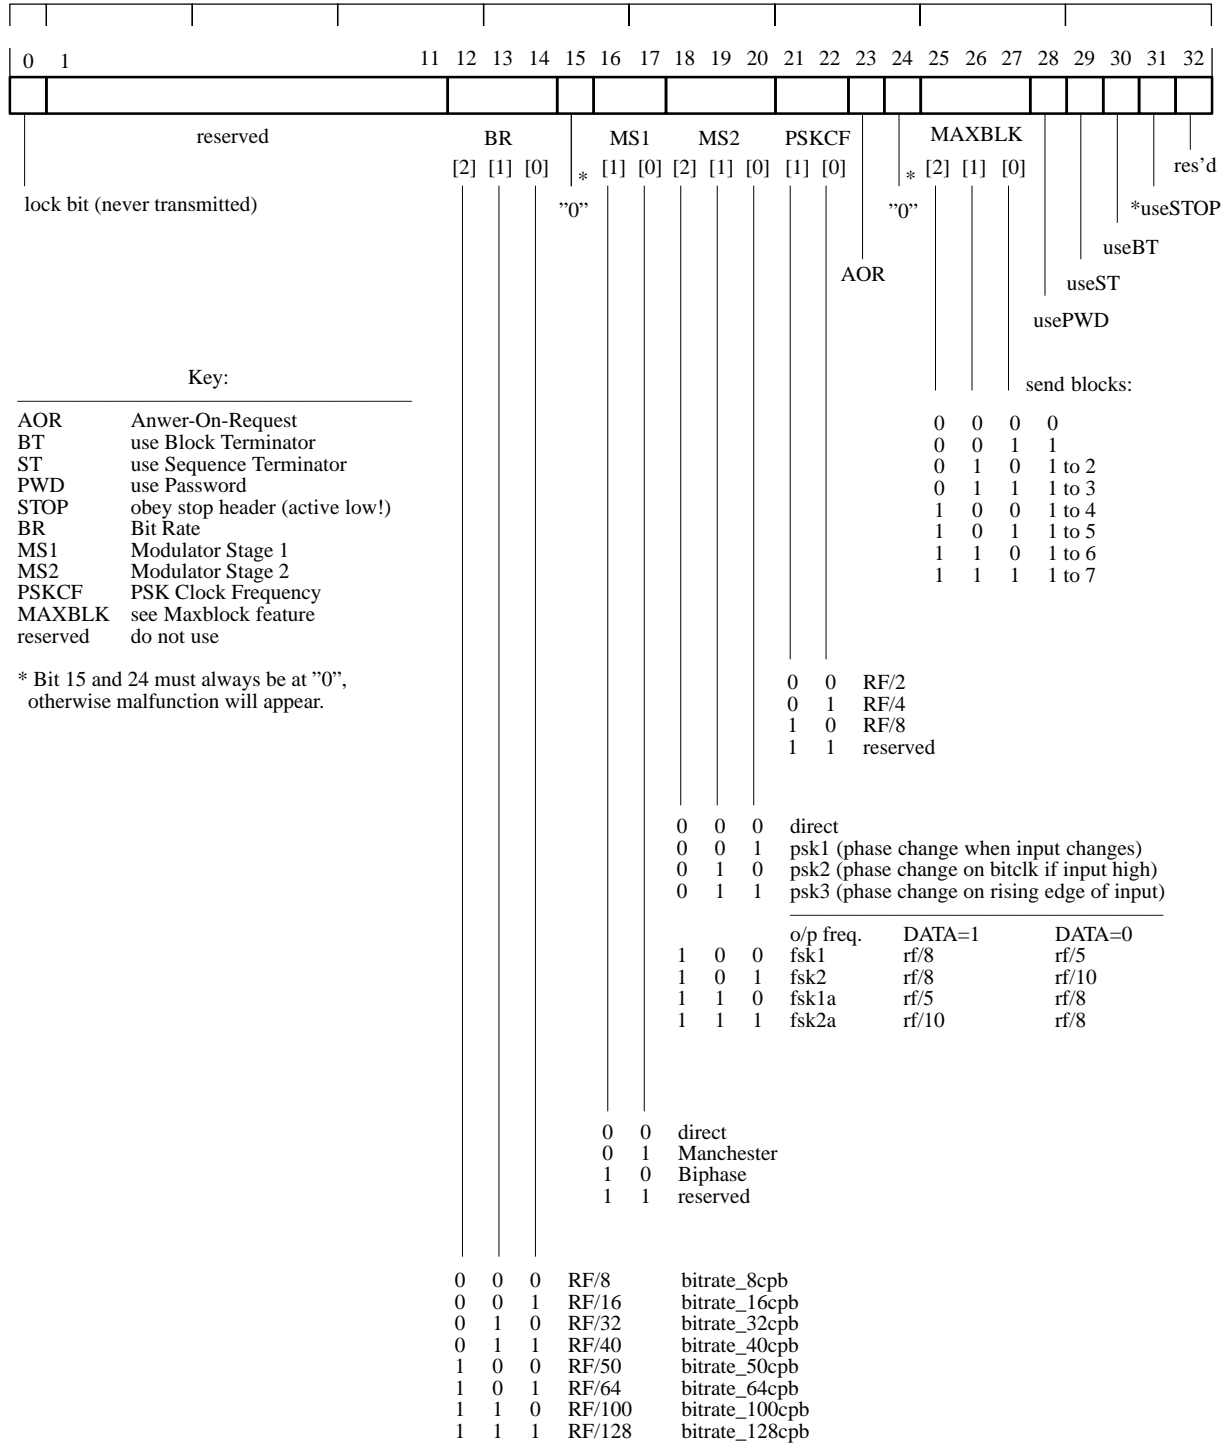 0 1 11 12 13 14 15 16 17 18 19 20 21 22 23 24 25 26 27 28 29 30 31 32
reserved BR MS1 MS2 PSKCF MAXBLK
[2] [1] [0] * [1] [0] [2] [1] [0] [1] [0] * [2] [1] [0] res’d
lock bit (never transmitted) ”0” ”0” *useSTOP
useBT
AOR useST
usePWD
Key:
AOR Anwer-On-Request
BT use Block Terminator
ST use Sequence Terminator
PWD use Password
STOP obey stop header (active low!)
BR Bit Rate
MS1 Modulator Stage 1
MS2 Modulator Stage 2
PSKCF PSK Clock Frequency
MAXBLK see Maxblock feature
reserved do not use
* Bit 15 and 24 must always be at ”0”,
otherwise malfunction will appear.
send blocks:
0 0 0 0
0 0 1 1
0 1 0 1 to 2
0 1 1 1 to 3
1 0 0 1 to 4
1 0 1 1 to 5
1 1 0 1 to 6
1 1 1 1 to 7
0 0 RF/2
0 1 RF/4
1 0 RF/8
1 1 reserved
0 0 0 direct
0 0 1 psk1 (phase change when input changes)
0 1 0 psk2 (phase change on bitclk if input high)
0 1 1 psk3 (phase change on rising edge of input)
o/p freq. DATA=1 DATA=0
1 0 0 fsk1 rf/8 rf/5
1 0 1 fsk2 rf/8 rf/10
1 1 0 fsk1a rf/5 rf/8
1 1 1 fsk2a rf/10 rf/8
0 0 direct
0 1 Manchester
1 0 Biphase
1 1 reserved
0 0 0 RF/8 bitrate_8cpb
0 0 1 RF/16 bitrate_16cpb
0 1 0 RF/32 bitrate_32cpb
0 1 1 RF/40 bitrate_40cpb
1 0 0 RF/50 bitrate_50cpb
1 0 1 RF/64 bitrate_64cpb
1 1 0 RF/100 bitrate_100cpb
1 1 1 RF/128 bitrate_128cpb